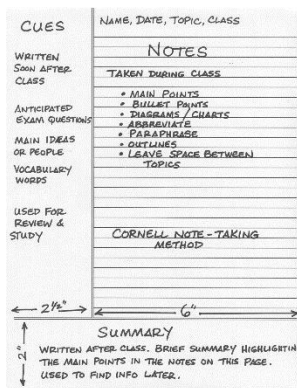 CUES
WRITTEN
SOON AFTER
CLASS
ANTICIPATED
EXAM QUESTIONS
MAIN IDEAS
OR PEOPLE
VOCABULARY
WORDS
USED FOR
REVIEW &
STUDY
2 1/2"
NAME, DATE, TOPIC, CLASS
NOTES
TAKEN DURING CLASS
• MAIN POINTS
• BULLET POINTS
• DIAGRAMS/CHARTS
• ABBREVIATE
• PARAPHRASE
• OUTLINES
• LEAVE SPACE BETWEEN
TOPICS
CORNELL NOTE-TAKING
METHOD
6"
2"
SUMMARY
WRITTEN AFTER CLASS. BRIEF SUMMARY HIGHLIGHTIN
THE MAIN POINTS IN THE NOTES ON THIS PAGE.
USED TO FIND INFO LATER.